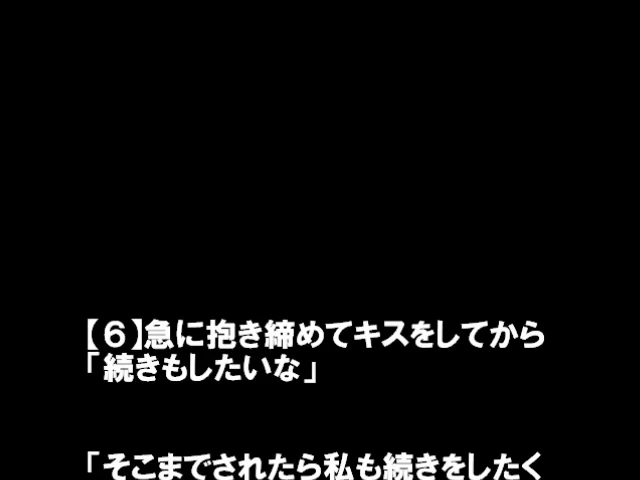 【６】急に抱き締めてキスをしてから
「続きもしたいな」
「そこまでされたら私も続きをしたく